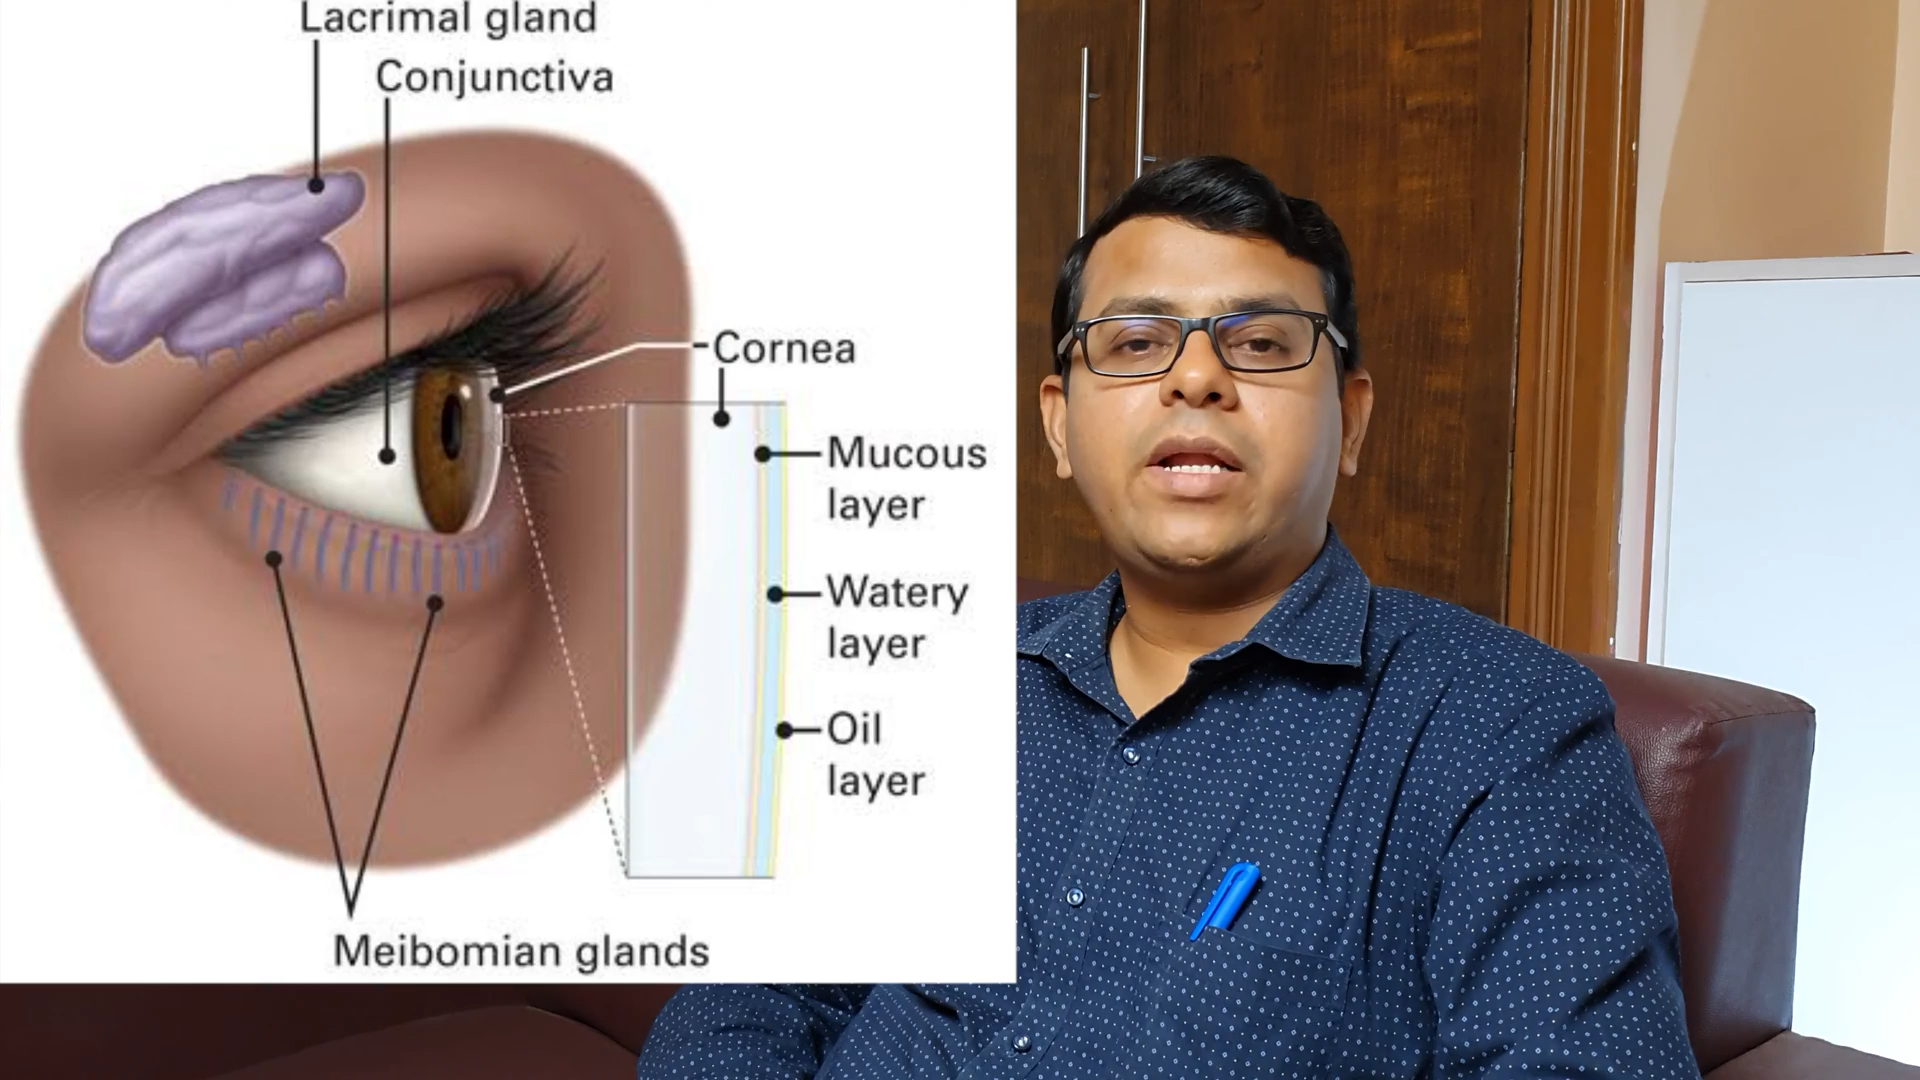 Lacrimal gland
Conjunctiva
Cornea
Mucous
layer
Watery
layer
Oil
layer
Meibomian glands